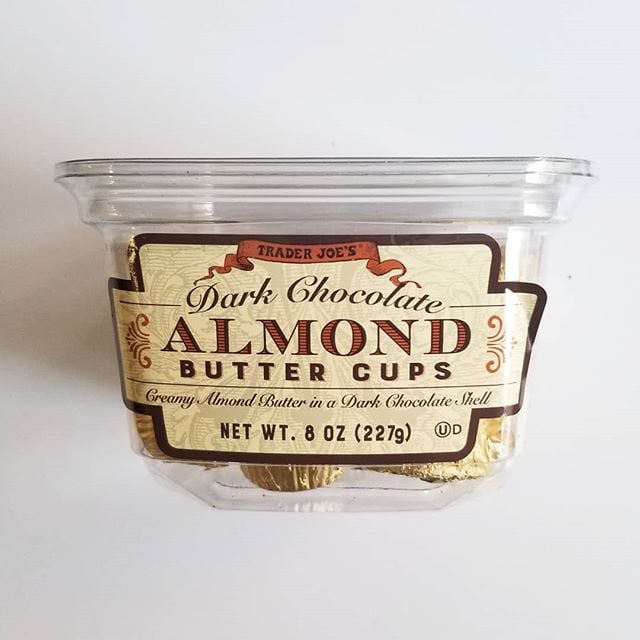 TRADER JOE'S
Dark Chocolate
ALMOND
BUTTER CUPS
Creamy Almond Butter in a Dark Chocolate Shell
NET WT. 8 OZ (227g) UD